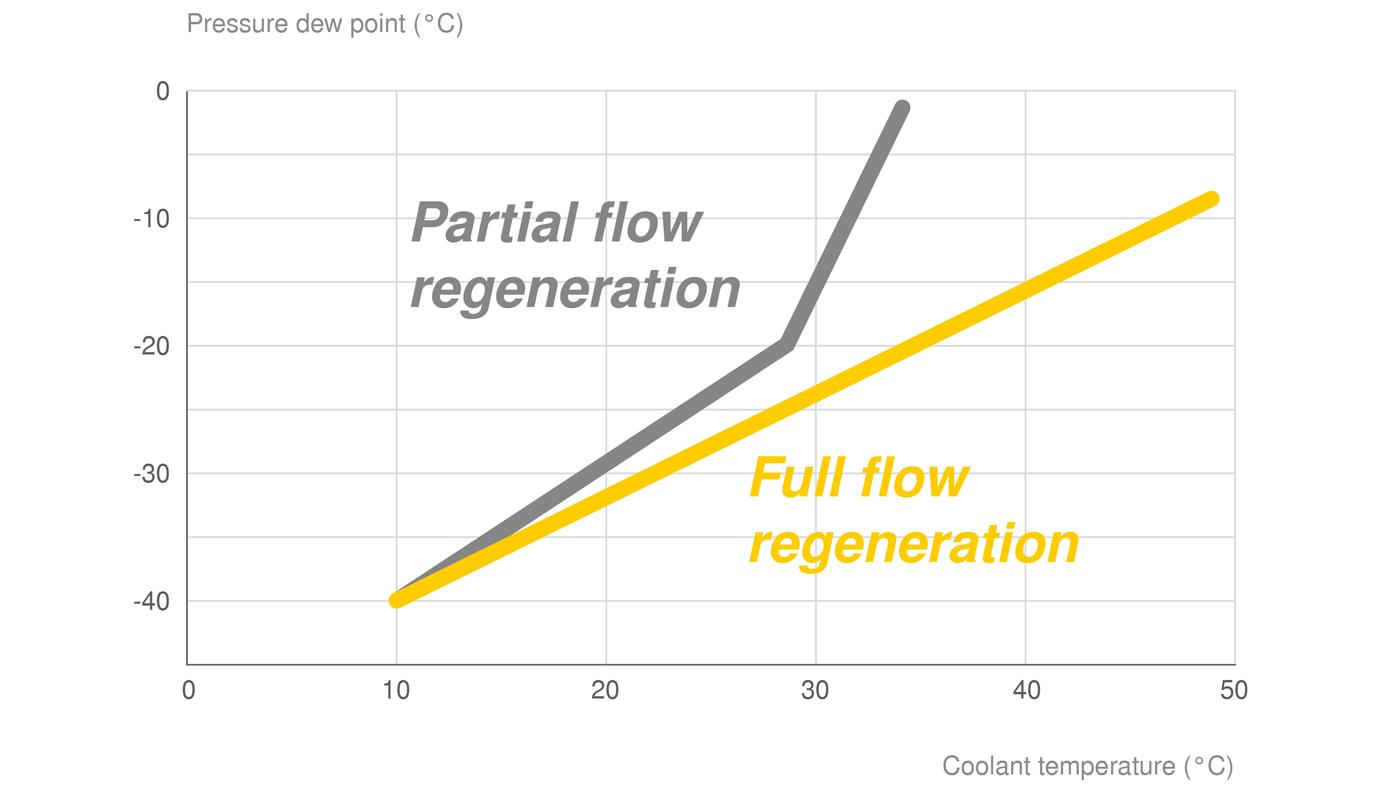 Pressure dew point (°C)
0
-10
-20
-30
-40
Partial flow
regeneration
Full flow
regeneration
0 10 20 30 40 50
Coolant temperature (°C)